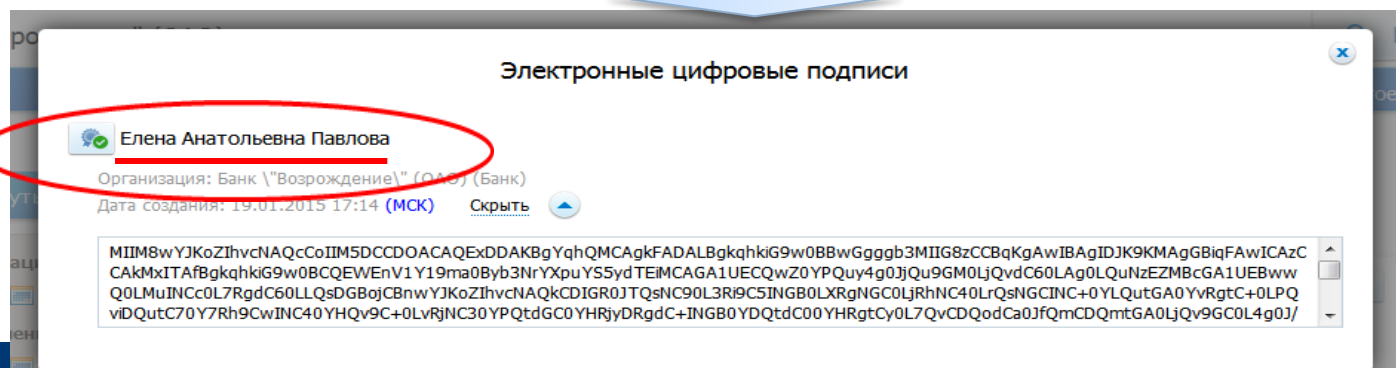 Электронные цифровые подписи
Елена Анатольевна Павлова
Организация: Банк \"Возрождение\" (ОАО) (Банк)
Дата создания: 19.01.2015 17:14 (МСК) Скрыть
MIIM8wYJKoZIhvcNAQcCoIIM5DCCDOACAQExDDAKBgYqhQMCAgkFADALBgkqhkiG9w0BBwGgggb3MIIG8zCCBqKgAwIBAgIDJK9KMAgGBiqFAwICAzC
CAkMxITAfBgkqhkiG9w0BCQEWEnV1Y19ma0Byb3NrYXpuYS5ydTEiMCAGA1UECQwZ0YPQuy4g0JjQu9GM0LjQvdC60LAg0LQuNzEZMBcGA1UEBww
Q0LMuINCc0L7RgdC60LLQsDGBojCBnwYJKoZIhvcNAQkCDIGR0JTQsNC90L3Ri9C5INGB0LXRgNGC0LjRhNC40LrQsNGCINC+0YLQutGA0YvRgtC+0LPQ
viDQutC70Y7Rh9CwINC40YHQv9C+0LvRjNC30YPQtdGC0YHRjyDRgdC+INGB0YDQtdC00YHRgtCy0L7QvCDQodCa0JfQmCDQmtGA0LjQv9GC0L4g0J/